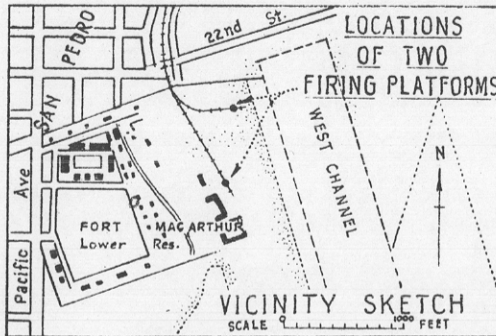 22nd St.
LOCATIONS
OF TWO
FIRING PLATFORMS
SAN PEDRO
WEST CHANNEL
N
Pacific Ave
FORT MACARTHUR
Lower Res.
VICINITY SKETCH
SCALE 0 1000 FEET